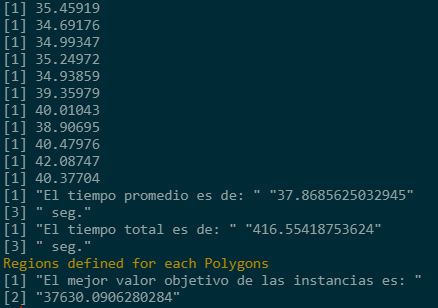 [1] 35.45919
[1] 34.69176
[1] 34.99347
[1] 35.24972
[1] 34.93859
[1] 39.35979
[1] 40.01043
[1] 38.90695
[1] 40.47976
[1] 42.08747
[1] 40.37704
[1] "El tiempo promedio es de: " "37.8685625032945"
[3] " seg."
[1] "El tiempo total es de: " "416.55418753624"
[3] " seg."
Regions defined for each Polygons
[1] "El mejor valor objetivo de las instancias es: "
[2] "37630.0906280284"